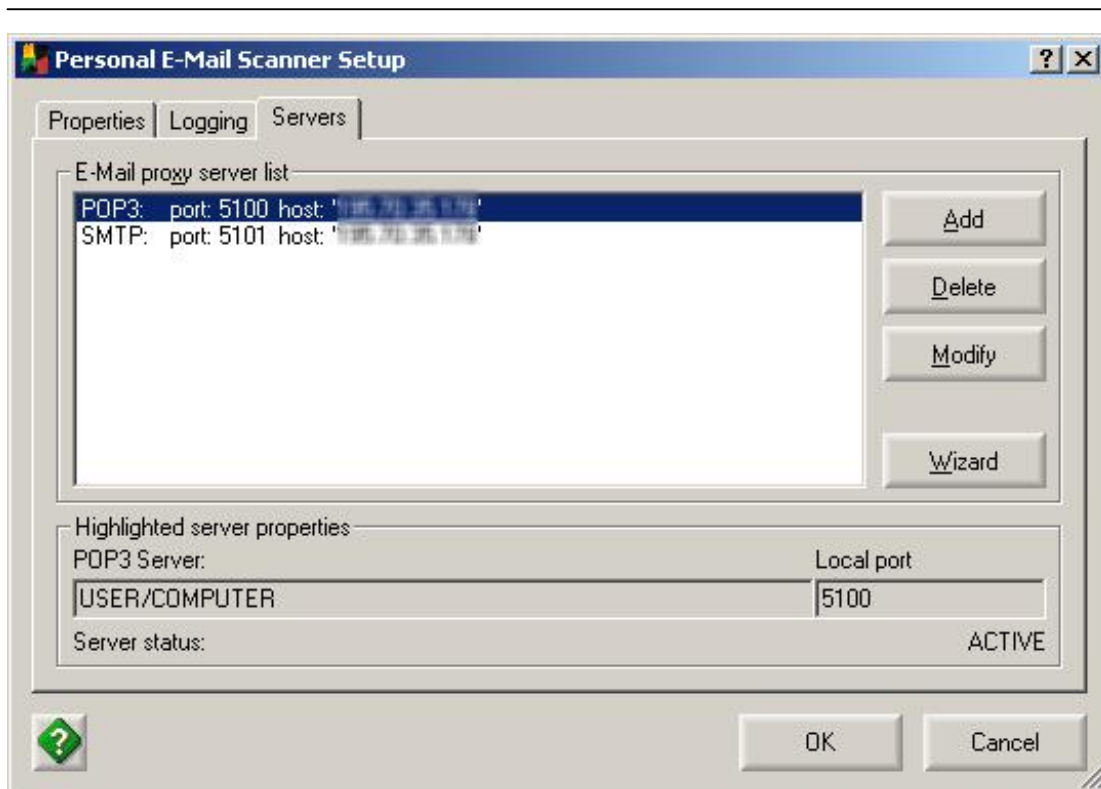 Personal E-Mail Scanner Setup
Properties Logging Servers
E-Mail proxy server list
POP3: port: 5100 host: ' '
SMTP: port: 5101 host: ' '
Add
Delete
Modify
Wizard
Highlighted server properties
POP3 Server: Local port
USER/COMPUTER 5100
Server status: ACTIVE
OK Cancel